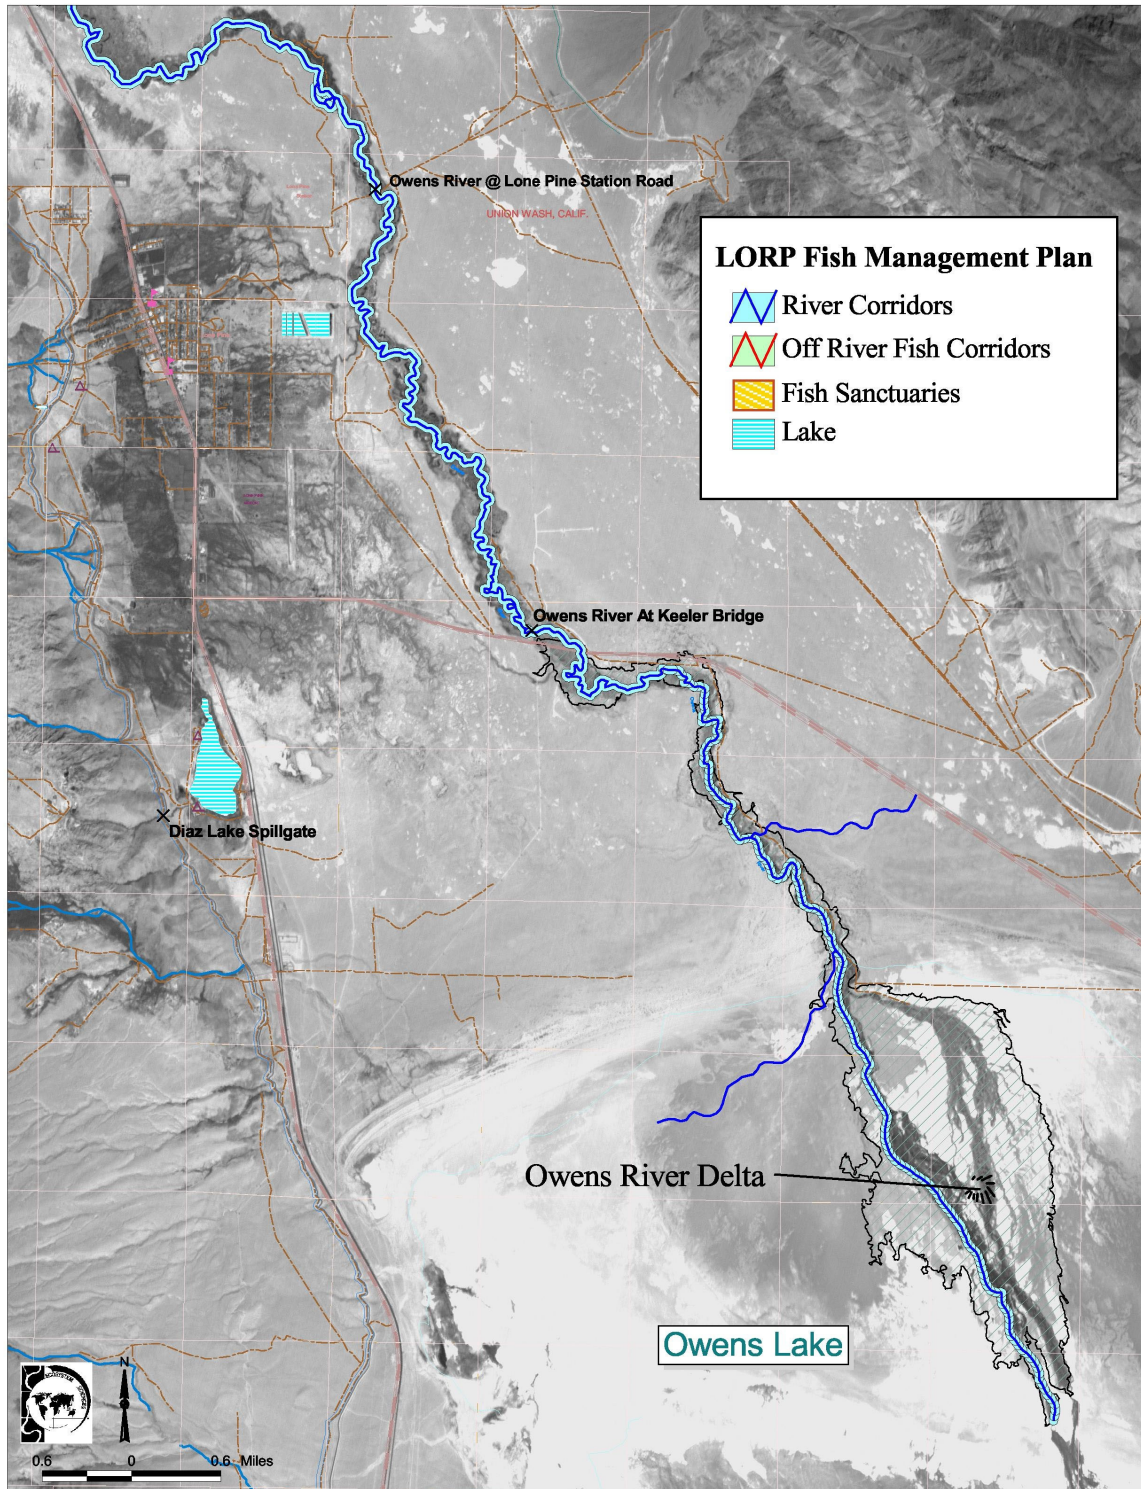 Owens River @ Lone Pine Station Road
UNION WASH, CALIF.
LORP Fish Management Plan
River Corridors
Off River Fish Corridors
Fish Sanctuaries
Lake
Owens River At Keeler Bridge
Diaz Lake Spillgate
Owens River Delta
Owens Lake
N
0.6 0 0.6 Miles